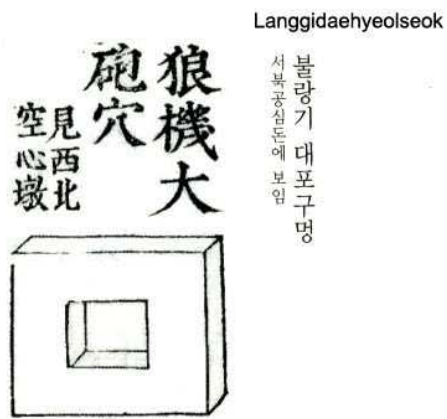 Langgidaehyeolseok
狼機大
砲穴
見西北
空心墩
불랑기 대포구멍
서북공심돈에 보임